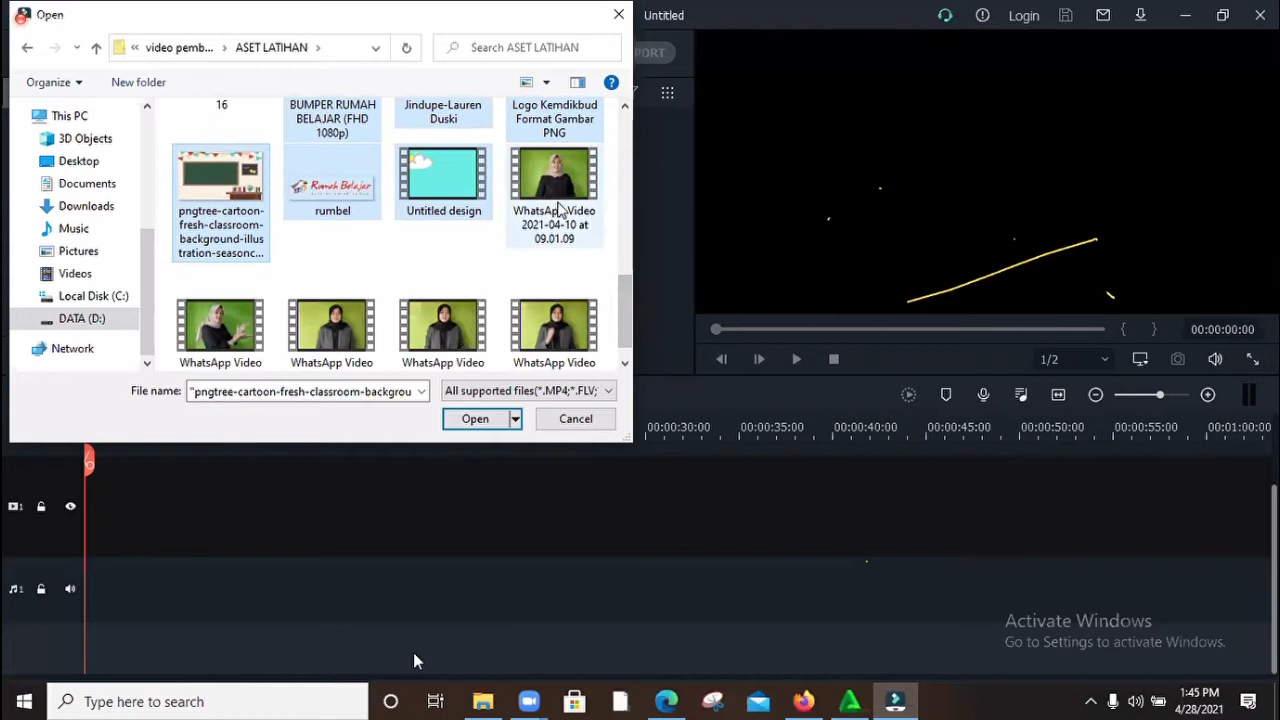 Open
Untitled
Login
« video pemb... › ASET LATIHAN ›
Search ASET LATIHAN
PORT
Organize
New folder
This PC
3D Objects
Desktop
Documents
Downloads
Music
Pictures
Videos
Local Disk (C:)
DATA (D:)
Network
16
BUMPER RUMAH
BELAJAR (FHD
1080p)
Jindupe-Lauren
Duski
Logo Kemdikbud
Format Gambar
PNG
Rumah Belajar
pngtree-cartoon-
fresh-classroom-
background-illus
tration-seasonc...
rumbel
Untitled design
WhatsApp Video
2021-04-10 at
09.01.09
WhatsApp Video
WhatsApp Video
WhatsApp Video
WhatsApp Video
File name:
"pngtree-cartoon-fresh-classroom-backgrou
All supported files(*.MP4;*.FLV;
Open
Cancel
{ }
00:00:00:00
1/2
00:00:30:00
00:00:35:00
00:00:40:00
00:00:45:00
00:00:50:00
00:00:55:00
00:01:00:00
1
1
Activate Windows
Go to Settings to activate Windows.
Type here to search
1:45 PM
4/28/2021